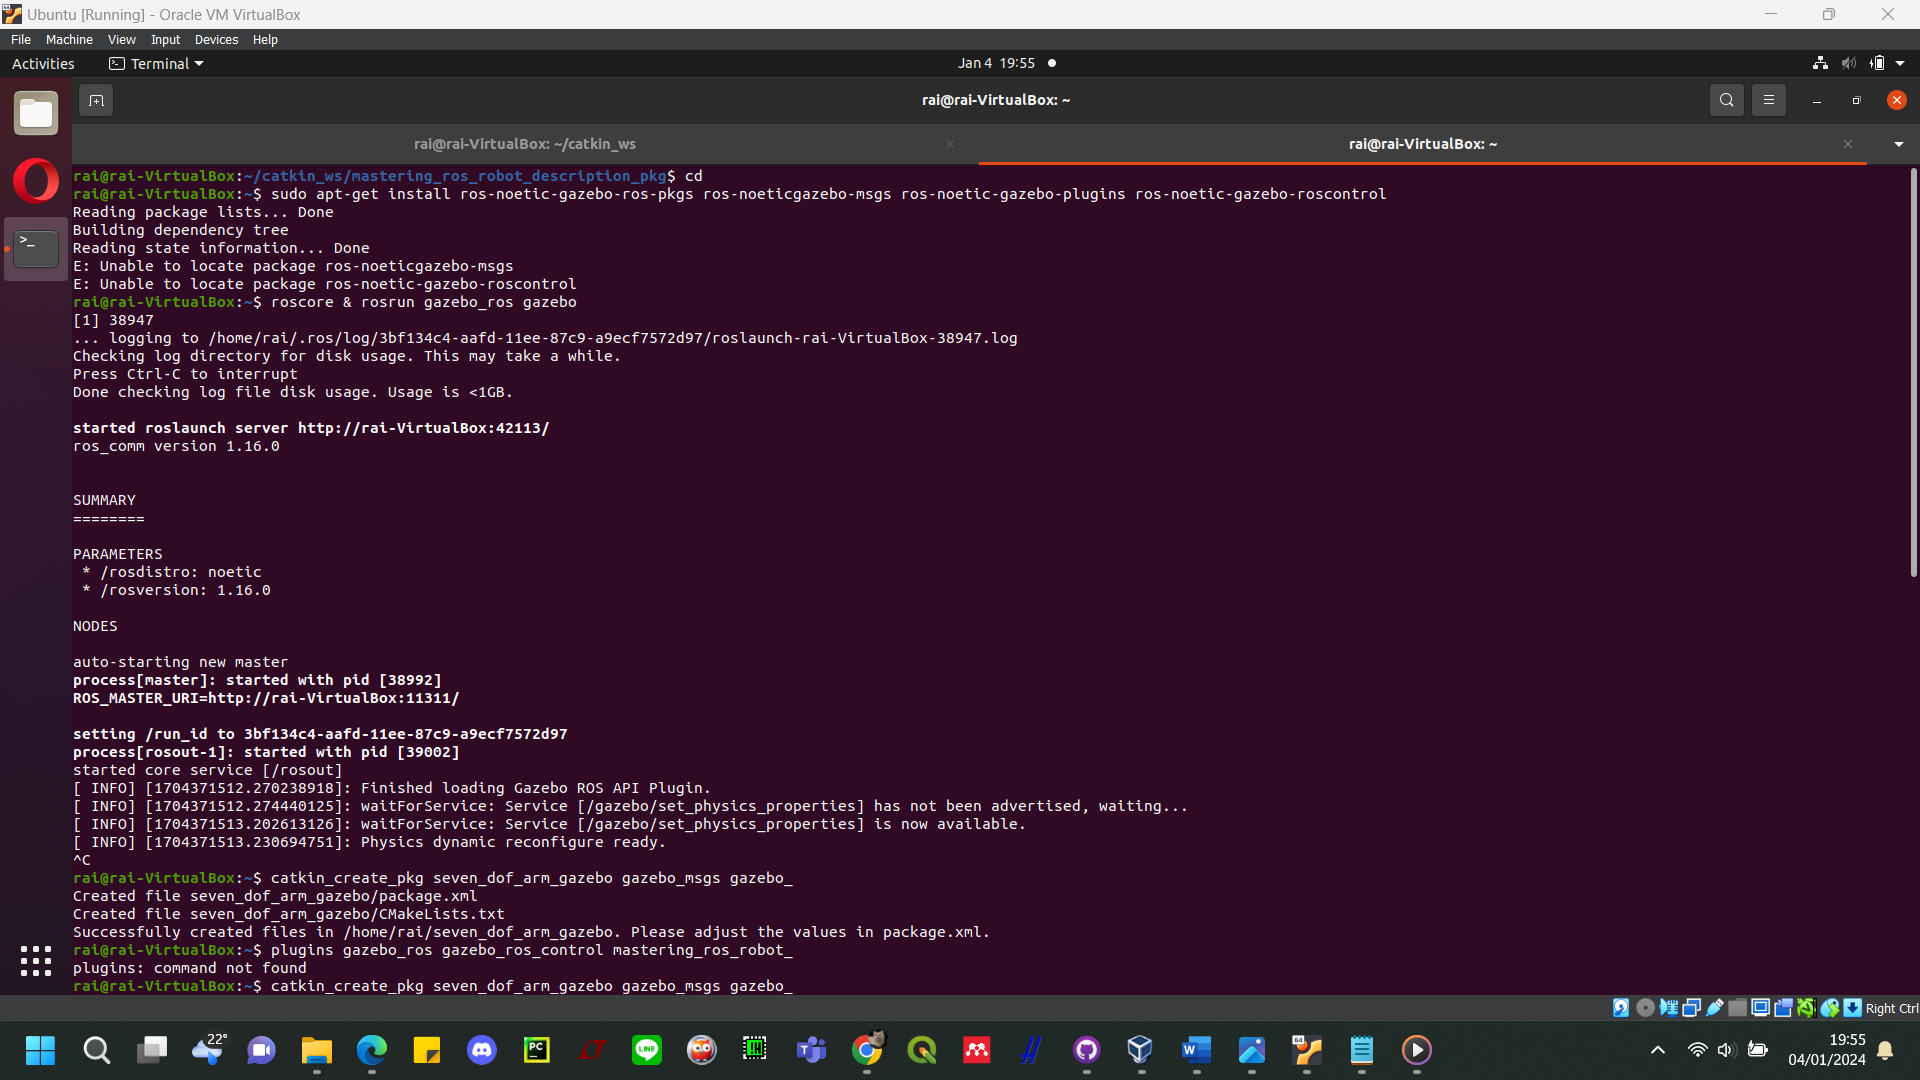 Ubuntu [Running] - Oracle VM VirtualBox
File Machine View Input Devices Help
Activities Terminal Jan 4 19:55
rai@rai-VirtualBox: ~
rai@rai-VirtualBox: ~/catkin_ws rai@rai-VirtualBox: ~
rai@rai-VirtualBox:~/catkin_ws/mastering_ros_robot_description_pkg$ cd
rai@rai-VirtualBox:~$ sudo apt-get install ros-noetic-gazebo-ros-pkgs ros-noeticgazebo-msgs ros-noetic-gazebo-plugins ros-noetic-gazebo-roscontrol
Reading package lists... Done
Building dependency tree
Reading state information... Done
E: Unable to locate package ros-noeticgazebo-msgs
E: Unable to locate package ros-noetic-gazebo-roscontrol
rai@rai-VirtualBox:~$ roscore & rosrun gazebo_ros gazebo
[1] 38947
... logging to /home/rai/.ros/log/3bf134c4-aafd-11ee-87c9-a9ecf7572d97/roslaunch-rai-VirtualBox-38947.log
Checking log directory for disk usage. This may take a while.
Press Ctrl-C to interrupt
Done checking log file disk usage. Usage is <1GB.
started roslaunch server http://rai-VirtualBox:42113/
ros_comm version 1.16.0
SUMMARY
========
PARAMETERS
* /rosdistro: noetic
* /rosversion: 1.16.0
NODES
auto-starting new master
process[master]: started with pid [38992]
ROS_MASTER_URI=http://rai-VirtualBox:11311/
setting /run_id to 3bf134c4-aafd-11ee-87c9-a9ecf7572d97
process[rosout-1]: started with pid [39002]
started core service [/rosout]
[ INFO] [1704371512.270238918]: Finished loading Gazebo ROS API Plugin.
[ INFO] [1704371512.274440125]: waitForService: Service [/gazebo/set_physics_properties] has not been advertised, waiting...
[ INFO] [1704371513.202613126]: waitForService: Service [/gazebo/set_physics_properties] is now available.
[ INFO] [1704371513.230694751]: Physics dynamic reconfigure ready.
^C
rai@rai-VirtualBox:~$ catkin_create_pkg seven_dof_arm_gazebo gazebo_msgs gazebo_
Created file seven_dof_arm_gazebo/package.xml
Created file seven_dof_arm_gazebo/CMakeLists.txt
Successfully created files in /home/rai/seven_dof_arm_gazebo. Please adjust the values in package.xml.
rai@rai-VirtualBox:~$ plugins gazebo_ros gazebo_ros_control mastering_ros_robot_
plugins: command not found
rai@rai-VirtualBox:~$ catkin_create_pkg seven_dof_arm_gazebo gazebo_msgs gazebo_
Right Ctrl
22°
PC
LINE
T
W
64
19:55
04/01/2024